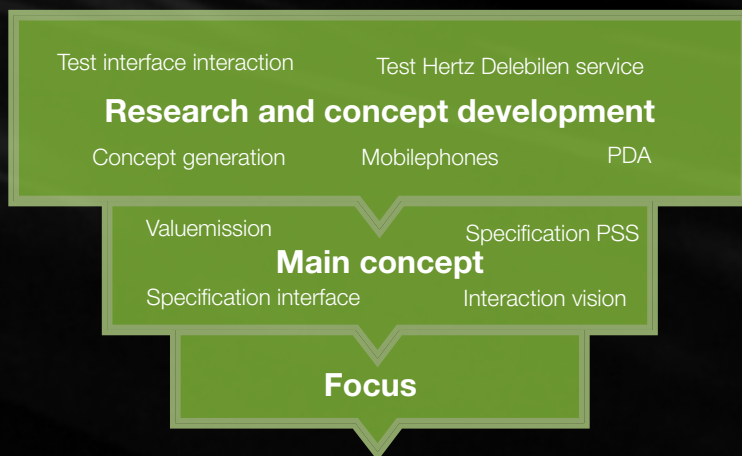 Test interface interaction
Test Hertz Delebilen service
Research and concept development
Concept generation
Mobilephones
PDA
Valuemission
Specification PSS
Main concept
Specification interface
Interaction vision
Focus